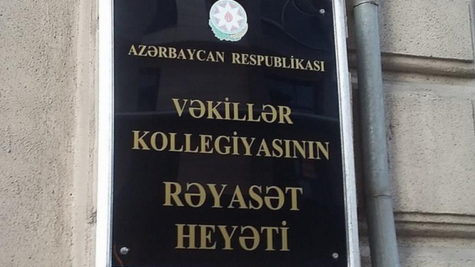 AZƏRBAYCAN RESPUBLİKASI
VƏKİLLƏR
KOLLEGİYASININ
RƏYASƏT
HEYƏTİ